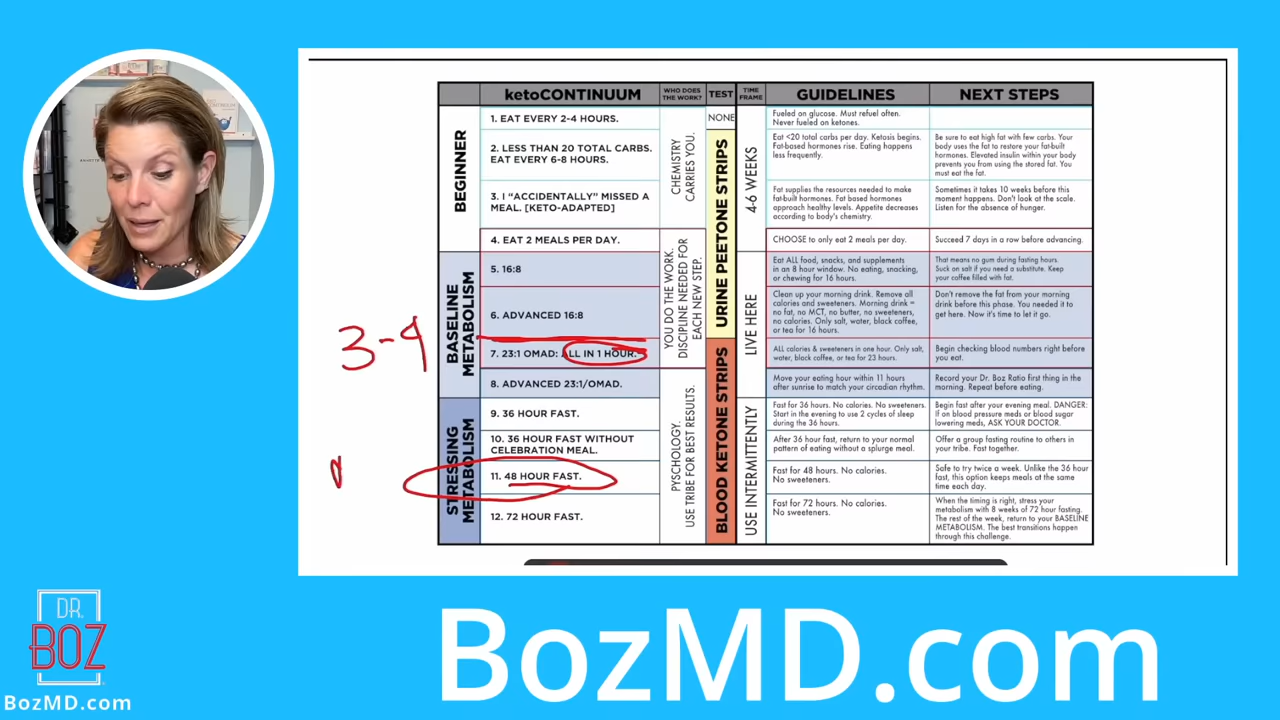 ketoCONTINUUM
WHO DOES
THE WORK?
TEST
TIME
FRAME
GUIDELINES
NEXT STEPS
BEGINNER
1. EAT EVERY 2-4 HOURS.
CHEMISTRY
CARRIES YOU.
NONE
4-6 WEEKS
Fueled on glucose. Must refuel often.
Never fueled on ketones.
2. LESS THAN 20 TOTAL CARBS.
EAT EVERY 6-8 HOURS.
URINE PEETONE STRIPS
Eat <20 total carbs per day. Ketosis begins.
Fat-based hormones rise. Eating happens
less frequently.
Be sure to eat high fat with few carbs. Your
body uses the fat to restore your fat-built
hormones. Elevated insulin within your body
prevents you from using the stored fat. You
must eat the fat.
3. I “ACCIDENTALLY” MISSED A
MEAL. [KETO-ADAPTED]
Fat supplies the resources needed to make
fat-built hormones. Fat based hormones
approach healthy levels. Appetite decreases
according to body's chemistry.
Sometimes it takes 10 weeks before this
moment happens. Don't look at the scale.
Listen for the absence of hunger.
4. EAT 2 MEALS PER DAY.
YOU DO THE WORK.
DISCIPLINE NEEDED FOR
EACH NEW STEP.
CHOOSE to only eat 2 meals per day.
Succeed 7 days in a row before advancing.
BASELINE
METABOLISM
5. 16:8
LIVE HERE
Eat ALL food, snacks, and supplements
in an 8 hour window. No eating, snacking,
or chewing for 16 hours.
That means no gum during fasting hours.
Suck on salt if you need a substitute. Keep
your coffee filled with fat.
6. ADVANCED 16:8
Clean up your morning drink. Remove all
calories and sweeteners. Morning drink =
no fat, no MCT, no butter, no sweeteners,
no calories. Only salt, water, black coffee,
or tea for 16 hours.
Don't remove the fat from your morning
drink before this phase. You needed it to
get here. Now it's time to let it go.
3-4
7. 23:1 OMAD: ALL IN 1 HOUR.
BLOOD KETONE STRIPS
ALL calories & sweeteners in one hour. Only salt,
water, black coffee, or tea for 23 hours.
Begin checking blood numbers right before
you eat.
8. ADVANCED 23:1/OMAD.
PYSCHOLOGY.
USE TRIBE FOR BEST RESULTS.
Move your eating hour within 11 hours
after sunrise to match your circadian rhythm.
Record your Dr. Boz Ratio first thing in the
morning. Repeat before eating.
STRESSING
METABOLISM
9. 36 HOUR FAST.
USE INTERMITTENTLY
Fast for 36 hours. No calories. No sweeteners.
Start in the evening to use 2 cycles of sleep
during the 36 hours.
Begin fast after your evening meal. DANGER:
If on blood pressure meds or blood sugar
lowering meds, ASK YOUR DOCTOR.
10. 36 HOUR FAST WITHOUT
CELEBRATION MEAL.
After 36 hour fast, return to your normal
pattern of eating without a splurge meal.
Offer a group fasting routine to others in
your tribe. Fast together.
11. 48 HOUR FAST.
Fast for 48 hours. No calories.
No sweeteners.
Safe to try twice a week. Unlike the 36 hour
fast, this option keeps meals at the same
time each day.
12. 72 HOUR FAST.
Fast for 72 hours. No calories.
No sweeteners.
When the timing is right, stress your
metabolism with 8 weeks of 72 hour fasting.
The rest of the week, return to your BASELINE
METABOLISM. The best transitions happen
through this challenge.
DR.
BOZ
BozMD.com
BozMD.com